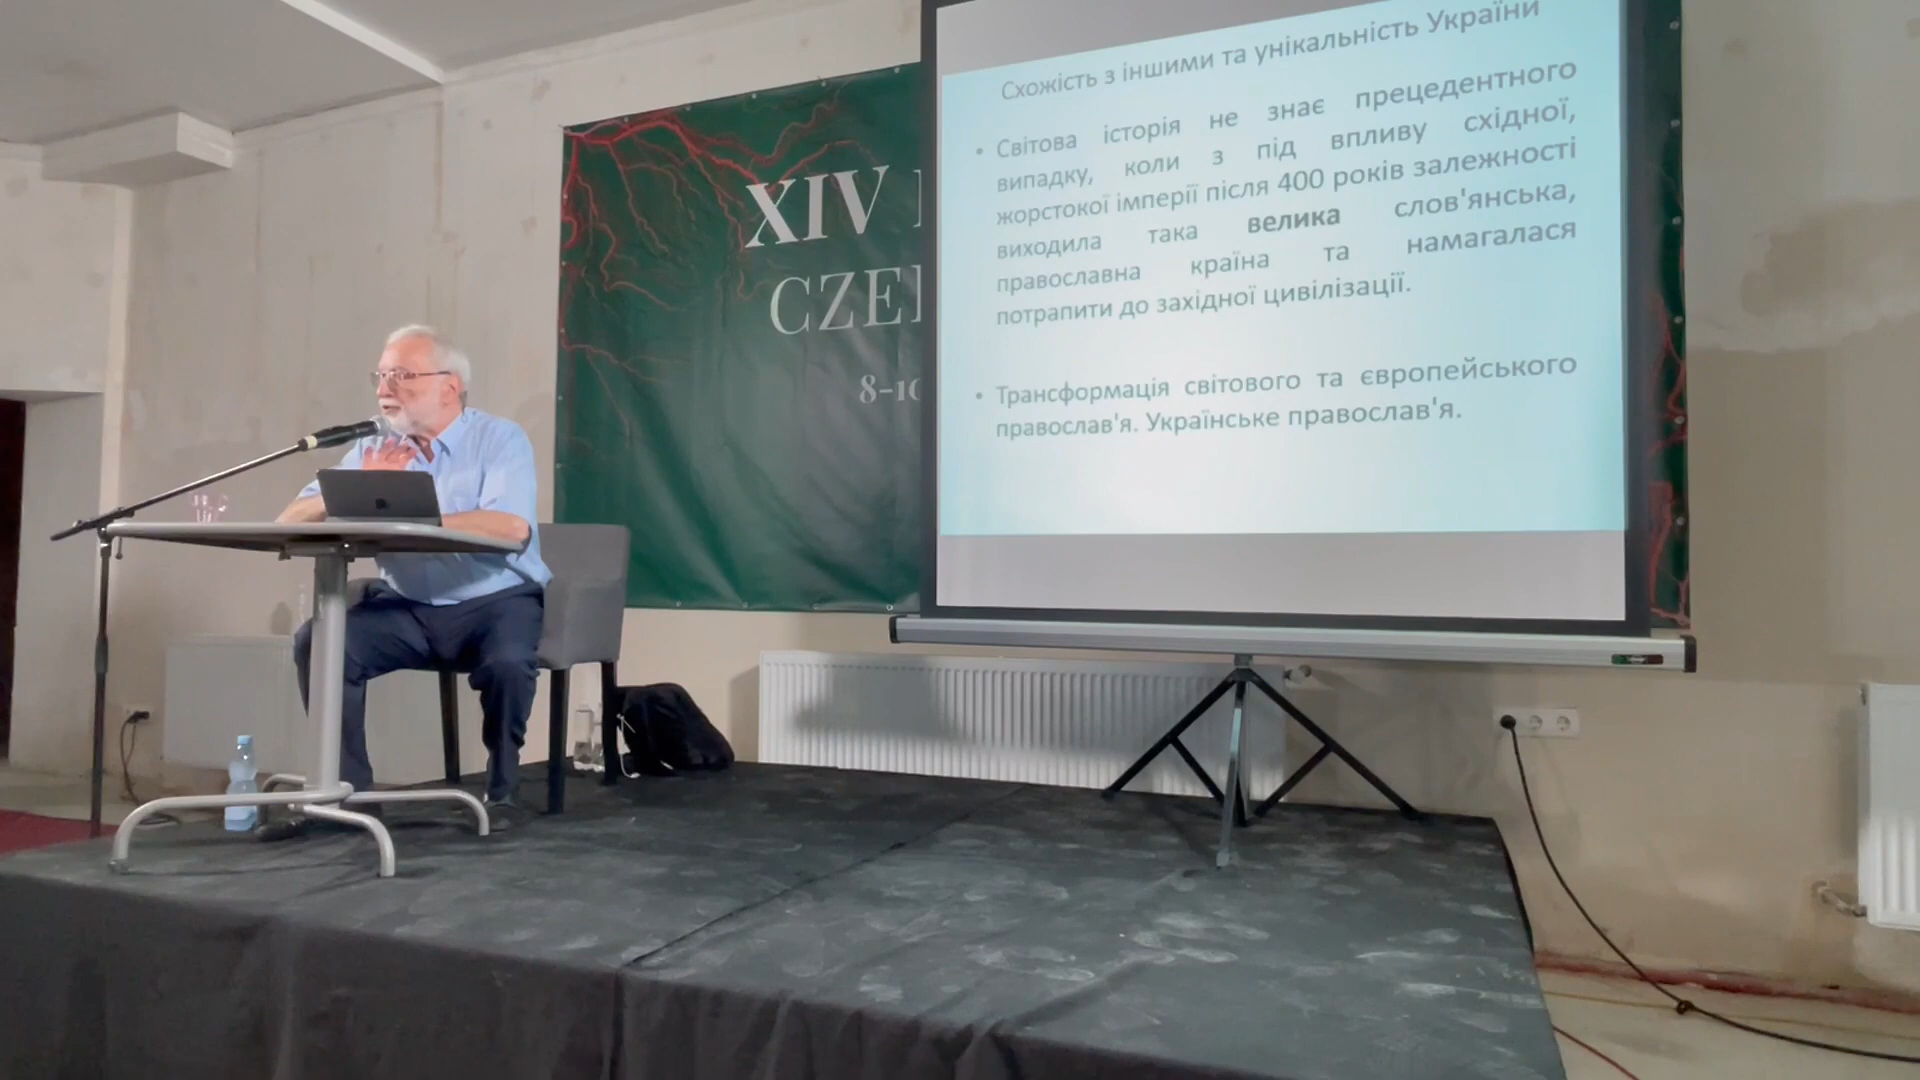 XIV
CZE
8-10
Схожість з іншими та унікальність України
• Світова історія не знає прецедентного
випадку, коли з під впливу східної,
жорстокої імперії після 400 років залежності
виходила така велика слов'янська,
православна країна та намагалася
потрапити до західної цивілізації.
• Трансформація світового та європейського
православ'я. Українське православ'я.